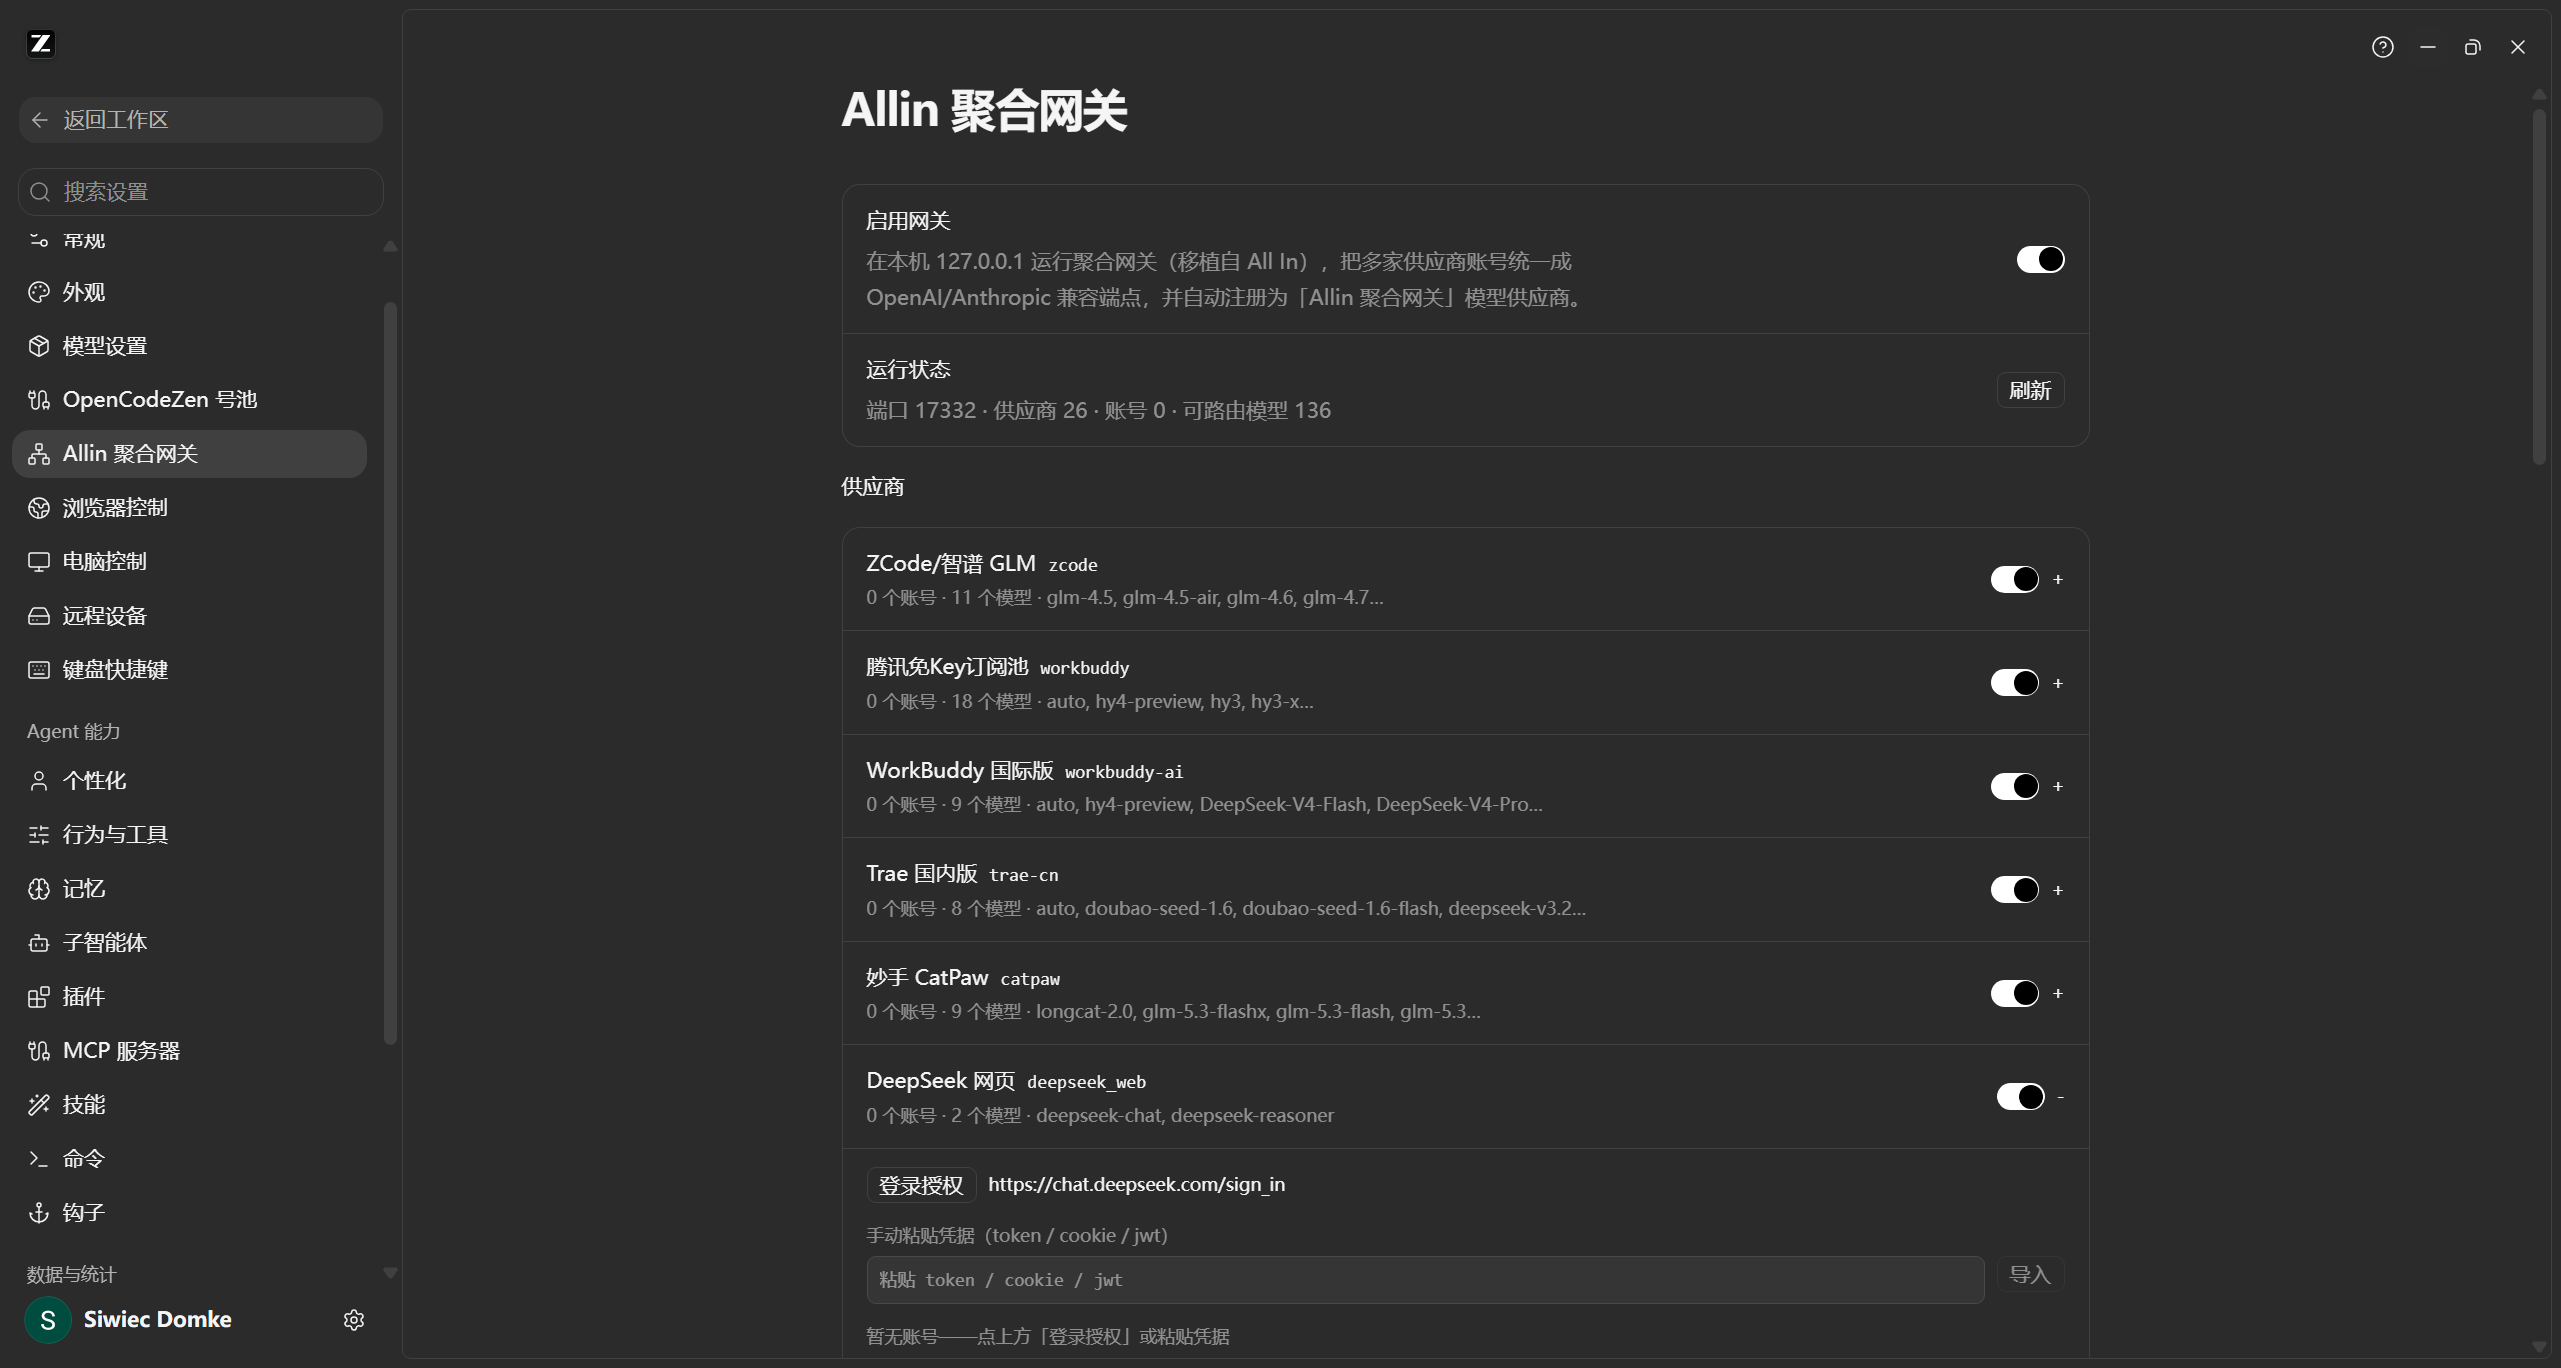 Z
返回工作区
搜索设置
常规
外观
模型设置
OpenCodeZen 号池
Allin 聚合网关
浏览器控制
电脑控制
远程设备
键盘快捷键
Agent 能力
个性化
行为与工具
记忆
子智能体
插件
MCP 服务器
技能
命令
钩子
数据与统计
S
Siwiec Domke
Allin 聚合网关
启用网关
在本机 127.0.0.1 运行聚合网关（移植自 All In），把多家供应商账号统一成
OpenAI/Anthropic 兼容端点，并自动注册为「Allin 聚合网关」模型供应商。
运行状态
端口 17332 · 供应商 26 · 账号 0 · 可路由模型 136
刷新
供应商
ZCode/智谱 GLM zcode
0 个账号 · 11 个模型 · glm-4.5, glm-4.5-air, glm-4.6, glm-4.7...
+
腾讯免Key订阅池 workbuddy
0 个账号 · 18 个模型 · auto, hy4-preview, hy3, hy3-x...
+
WorkBuddy 国际版 workbuddy-ai
0 个账号 · 9 个模型 · auto, hy4-preview, DeepSeek-V4-Flash, DeepSeek-V4-Pro...
+
Trae 国内版 trae-cn
0 个账号 · 8 个模型 · auto, doubao-seed-1.6, doubao-seed-1.6-flash, deepseek-v3.2...
+
妙手 CatPaw catpaw
0 个账号 · 9 个模型 · longcat-2.0, glm-5.3-flashx, glm-5.3-flash, glm-5.3...
+
DeepSeek 网页 deepseek_web
0 个账号 · 2 个模型 · deepseek-chat, deepseek-reasoner
-
登录授权 https://chat.deepseek.com/sign_in
手动粘贴凭据（token / cookie / jwt）
粘贴 token / cookie / jwt
导入
暂无账号——点上方「登录授权」或粘贴凭据